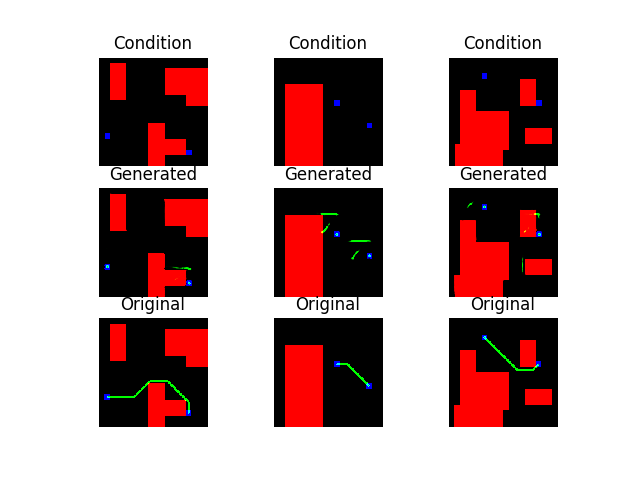 Condition Condition Condition
Generated Generated Generated
Original Original Original